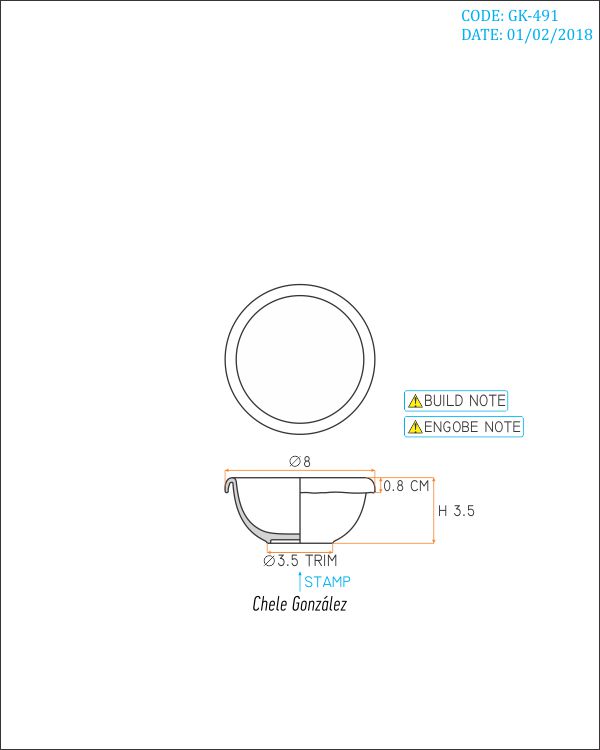 CODE: GK-491
DATE: 01/02/2018
BUILD NOTE
ENGOBE NOTE
∅8
0.8 CM
H 3.5
∅3.5 TRIM
STAMP
Chele González